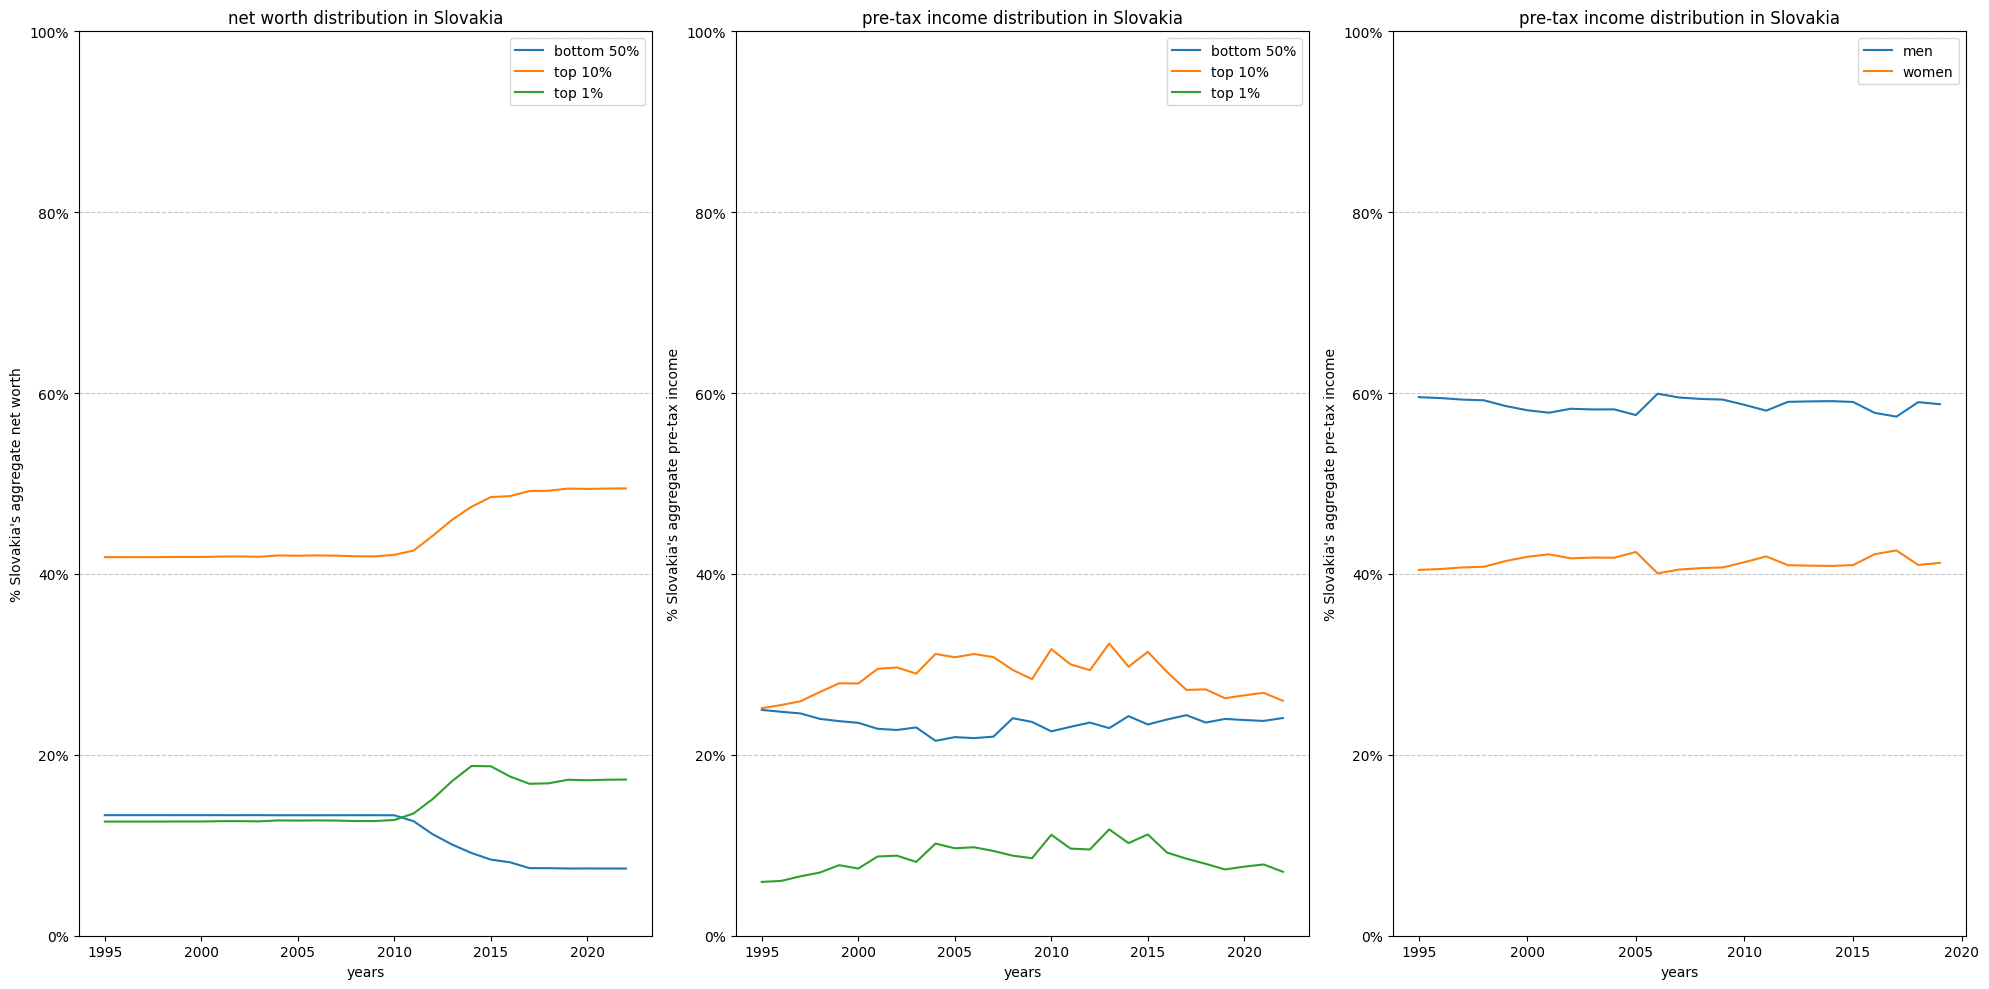 net worth distribution in Slovakia
% Slovakia's aggregate net worth
100%
80%
60%
40%
20%
0%
bottom 50%
top 10%
top 1%
1995
2000
2005
2010
2015
2020
years
pre-tax income distribution in Slovakia
% Slovakia's aggregate pre-tax income
100%
80%
60%
40%
20%
0%
bottom 50%
top 10%
top 1%
1995
2000
2005
2010
2015
2020
years
pre-tax income distribution in Slovakia
% Slovakia's aggregate pre-tax income
100%
80%
60%
40%
20%
0%
men
women
1995
2000
2005
2010
2015
2020
years